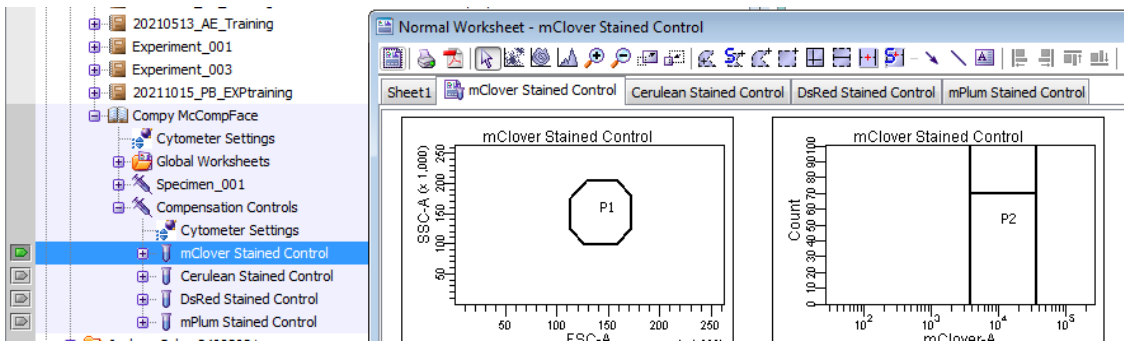 20210513_AE_Training
Experiment_001
Experiment_003
20211015_PB_EXPtraining
Compy McCompFace
Cytometer Settings
Global Worksheets
Specimen_001
Compensation Controls
Cytometer Settings
mClover Stained Control
Cerulean Stained Control
DsRed Stained Control
mPlum Stained Control
Normal Worksheet - mClover Stained Control
Sheet1 mClover Stained Control Cerulean Stained Control DsRed Stained Control mPlum Stained Control
mClover Stained Control
SSC-A (x 1,000)
250
200
150
100
50
P1
50 100 150 200 250
FSC-A
mClover Stained Control
Count
100
90
80
70
60
50
40
30
20
10
0
P2
10² 10³ 10⁴ 10⁵
mClover-A